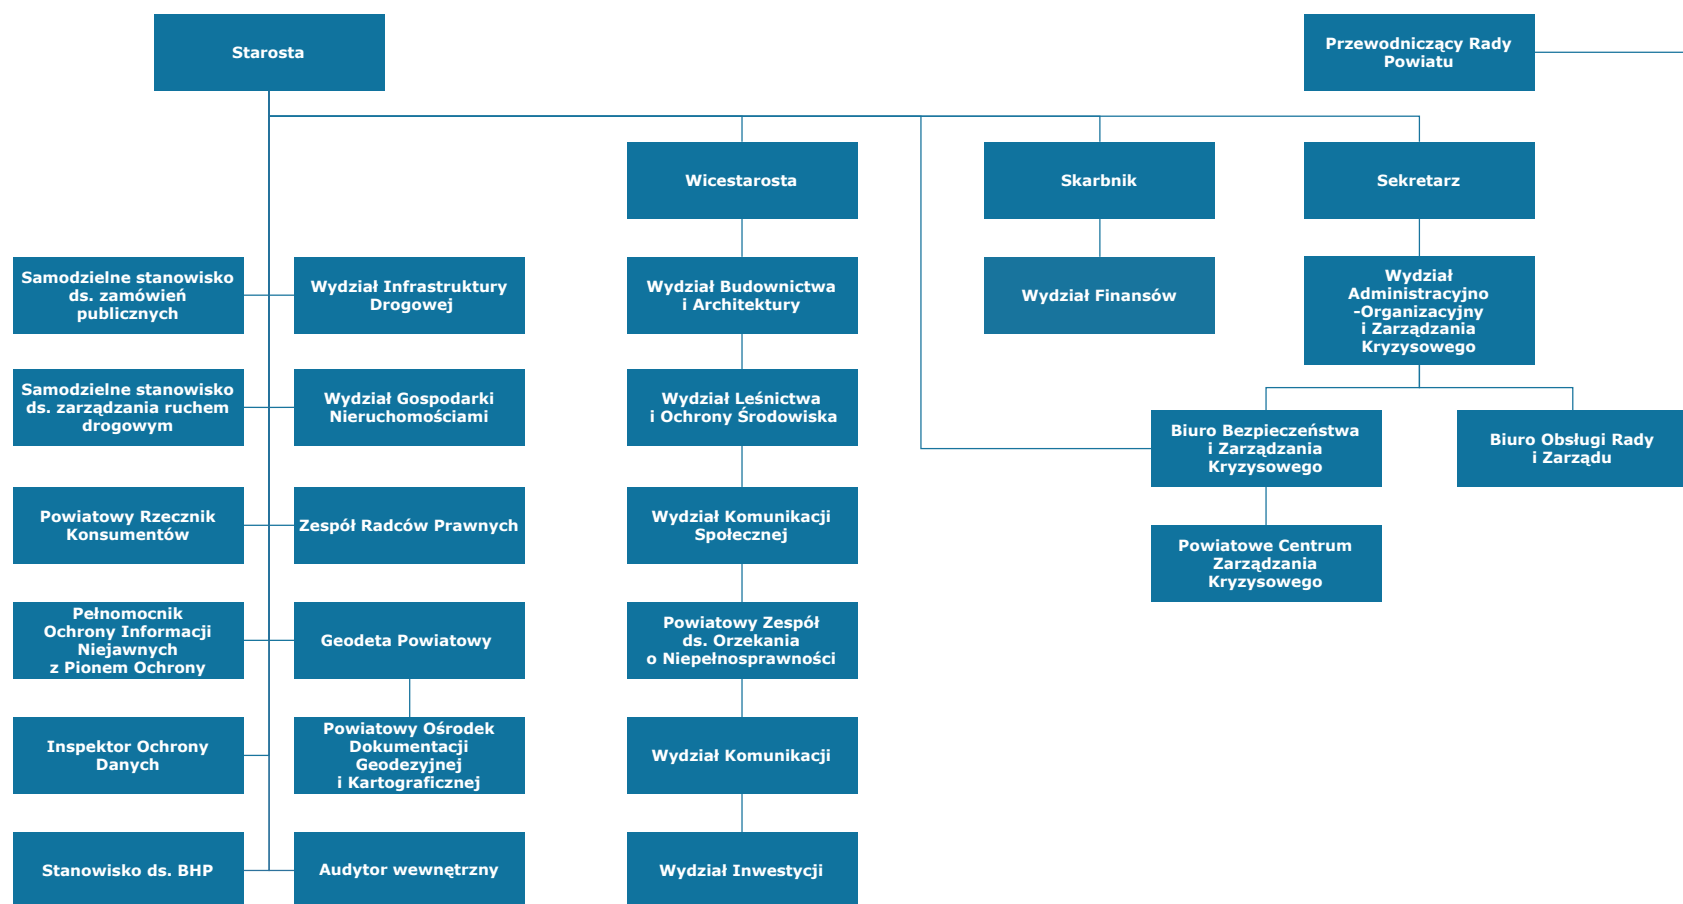 Starosta
Przewodniczący Rady
Powiatu
Wicestarosta
Skarbnik
Sekretarz
Samodzielne stanowisko
ds. zamówień
publicznych
Wydział Infrastruktury
Drogowej
Wydział Budownictwa
i Architektury
Wydział Finansów
Wydział
Administracyjno
–Organizacyjny
i Zarządzania
Kryzysowego
Samodzielne stanowisko
ds. zarządzania ruchem
drogowym
Wydział Gospodarki
Nieruchomościami
Wydział Leśnictwa
i Ochrony Środowiska
Biuro Bezpieczeństwa
i Zarządzania
Kryzysowego
Biuro Obsługi Rady
i Zarządu
Powiatowy Rzecznik
Konsumentów
Zespół Radców Prawnych
Wydział Komunikacji
Społecznej
Powiatowe Centrum
Zarządzania
Kryzysowego
Pełnomocnik
Ochrony Informacji
Niejawnych
z Pionem Ochrony
Geodeta Powiatowy
Powiatowy Zespół
ds. Orzekania
o Niepełnosprawności
Inspektor Ochrony
Danych
Powiatowy Ośrodek
Dokumentacji
Geodezyjnej
i Kartograficznej
Wydział Komunikacji
Stanowisko ds. BHP
Audytor wewnętrzny
Wydział Inwestycji